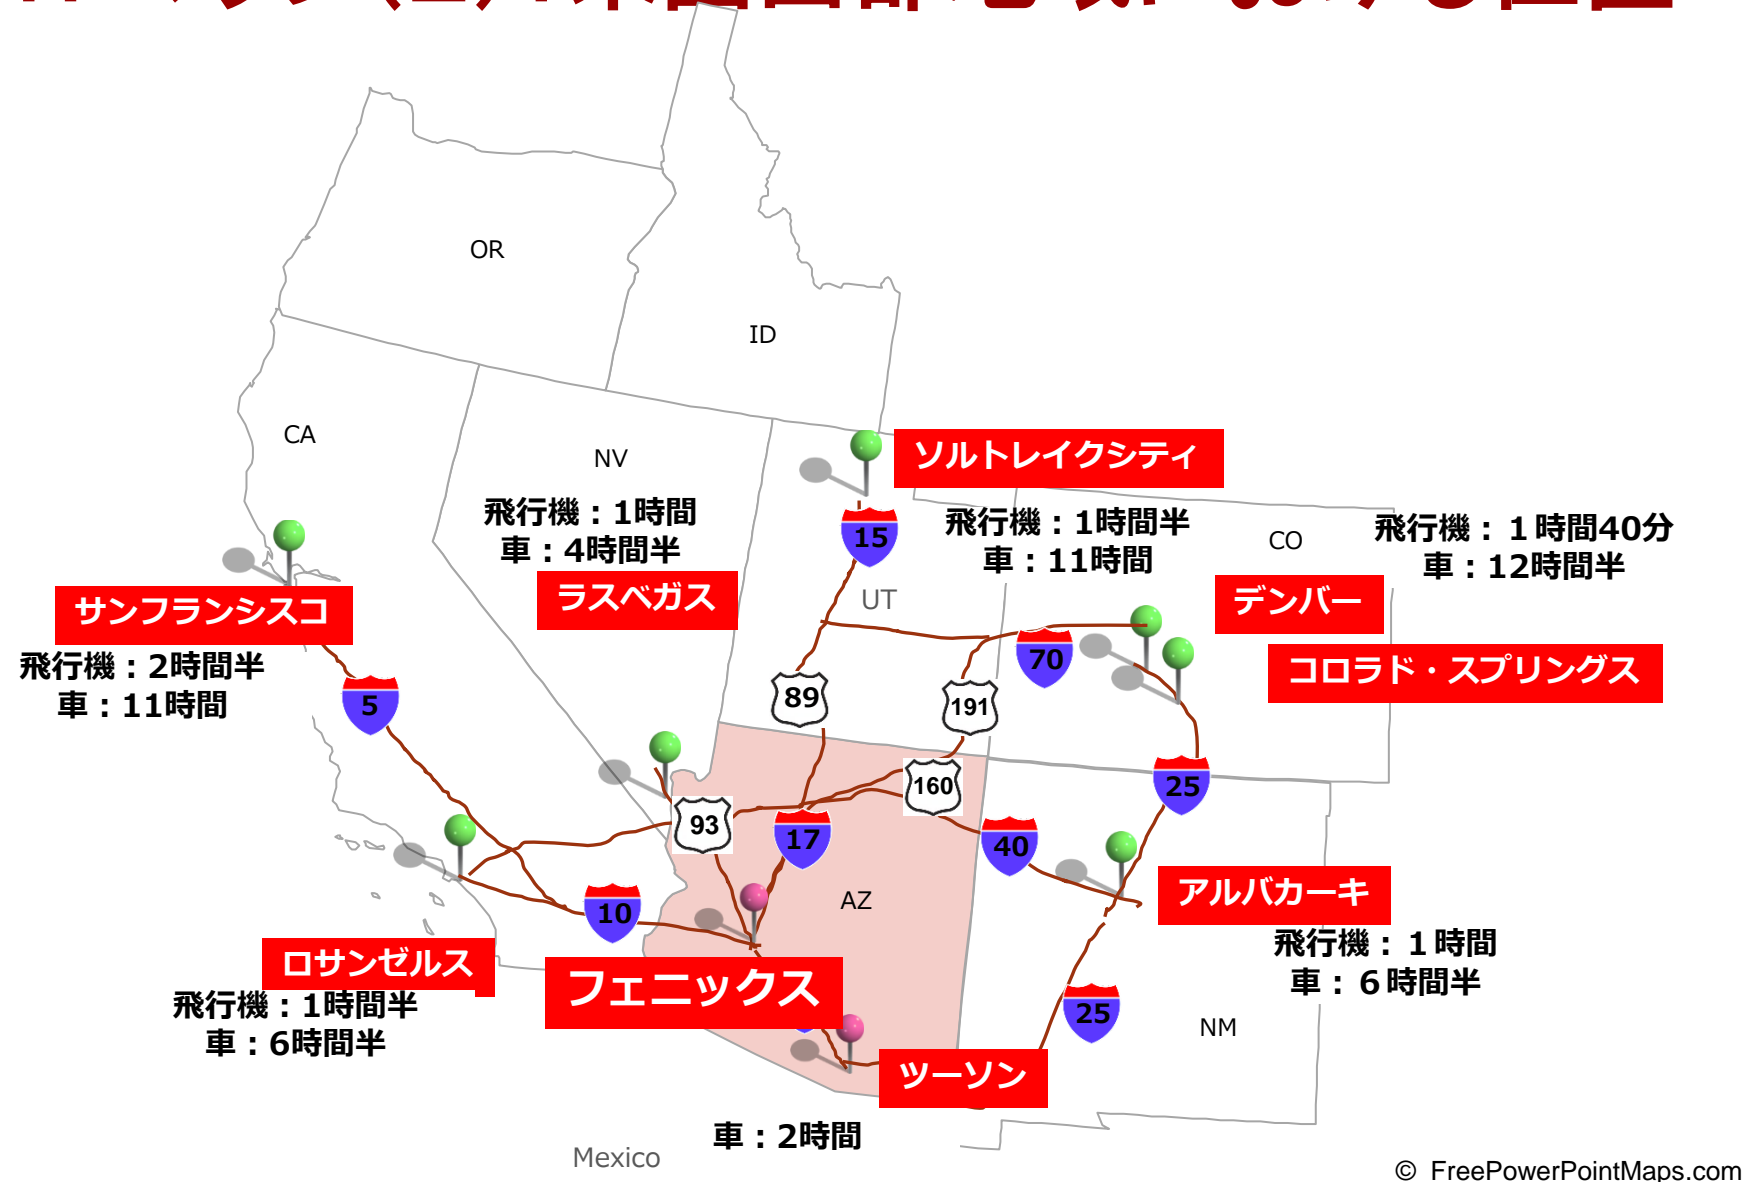 における位置
OR
ID
CA
NV
ソルトレイクシティ
飛行機：1時間
車：4時間半
ラスベガス
15
飛行機：1時間半
車：11時間
CO
飛行機：１時間40分
車：12時間半
UT
デンバー
サンフランシスコ
飛行機：2時間半
車：11時間
70
コロラド・スプリングス
5
89
191
160
25
93
17
40
アルバカーキ
AZ
10
飛行機：１時間
車：６時間半
ロサンゼルス
飛行機：1時間半
車：6時間半
フェニックス
25
NM
ツーソン
車：2時間
Mexico
© FreePowerPointMaps.com